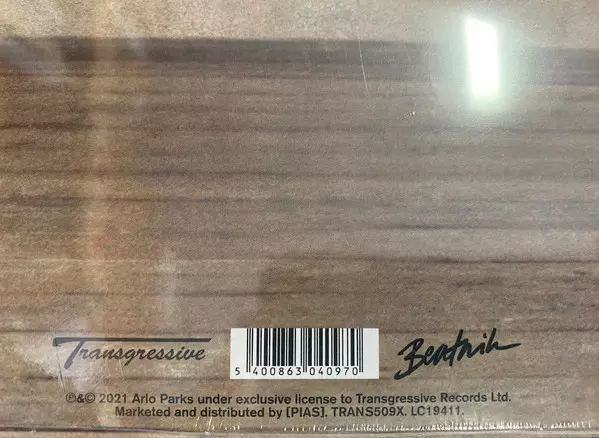 Transgressive
5 400863 040970
Beatnik
℗&© 2021 Arlo Parks under exclusive license to Transgressive Records Ltd.
Marketed and distributed by [PIAS]. TRANS509X. LC19411.